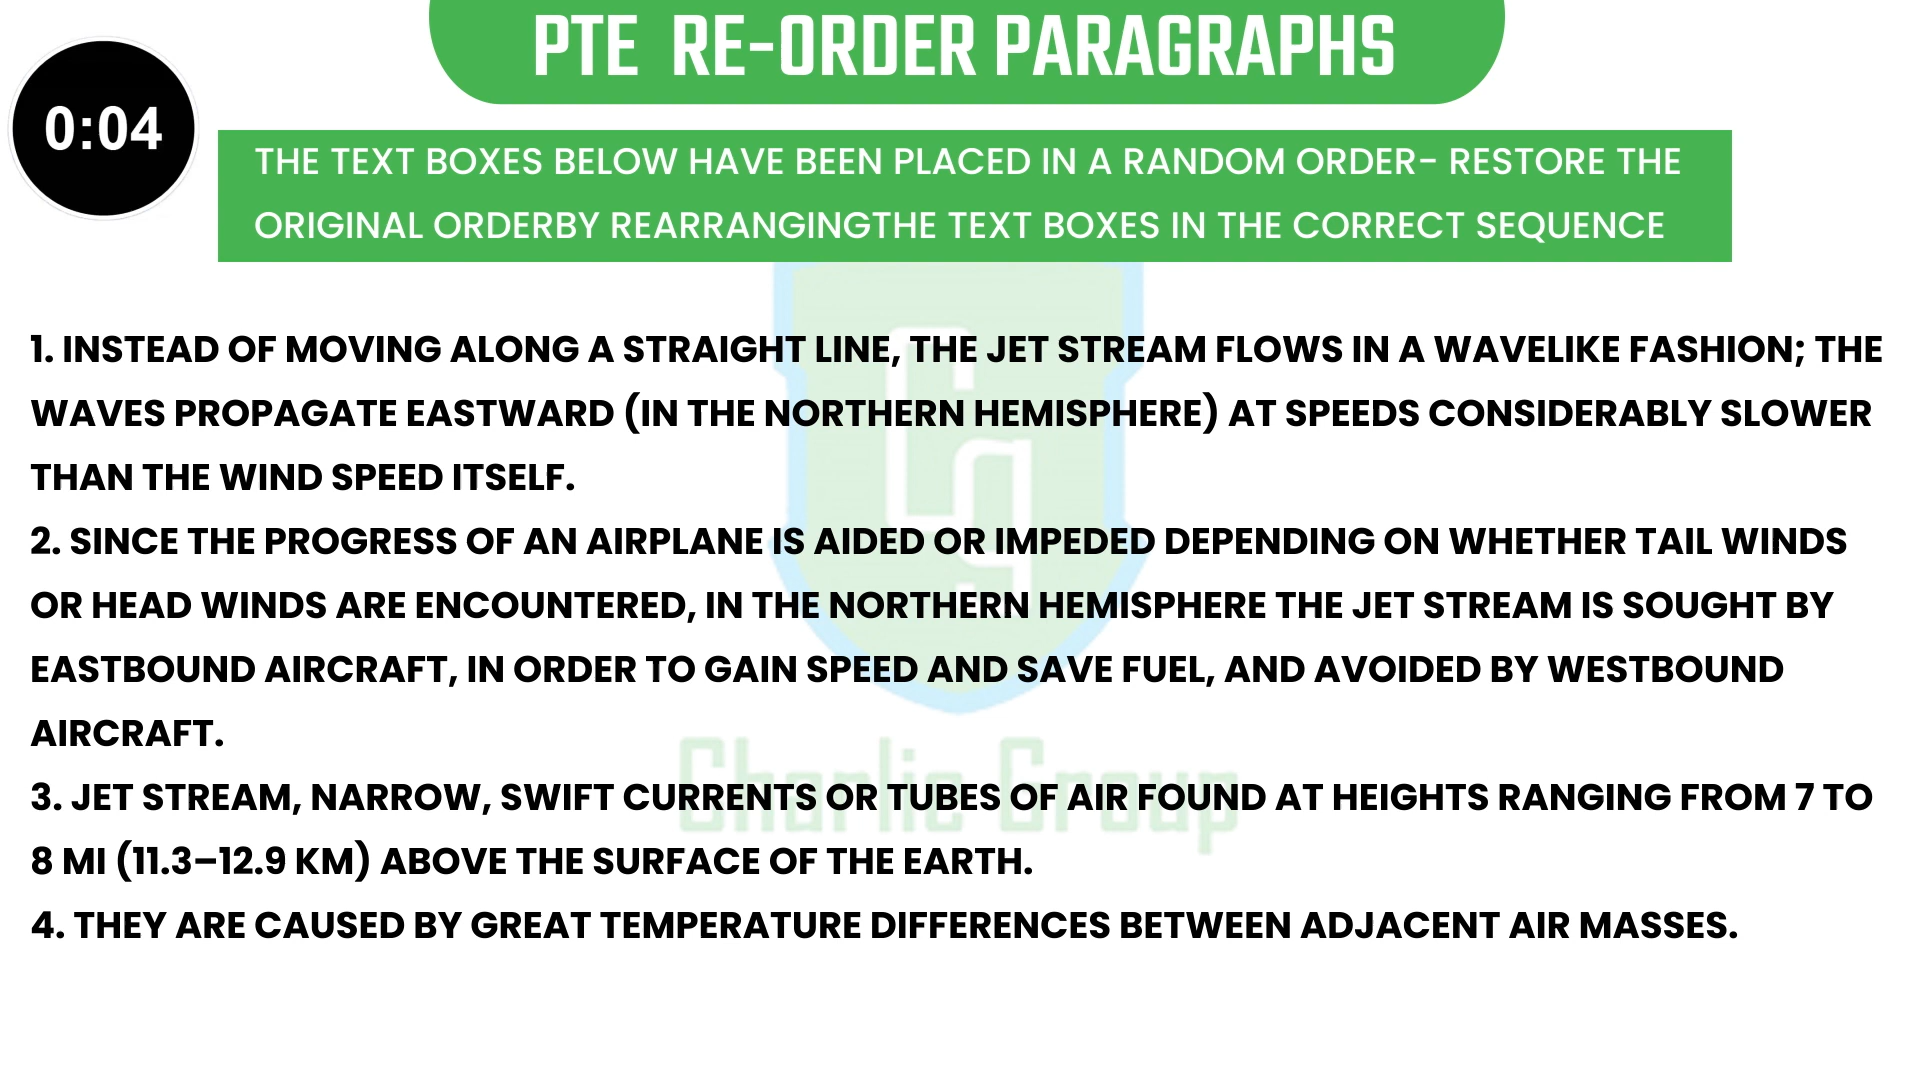 PTE RE-ORDER PARAGRAPHS
0:04
THE TEXT BOXES BELOW HAVE BEEN PLACED IN A RANDOM ORDER- RESTORE THE
ORIGINAL ORDERBY REARRANGINGTHE TEXT BOXES IN THE CORRECT SEQUENCE
1. INSTEAD OF MOVING ALONG A STRAIGHT LINE, THE JET STREAM FLOWS IN A WAVELIKE FASHION; THE
WAVES PROPAGATE EASTWARD (IN THE NORTHERN HEMISPHERE) AT SPEEDS CONSIDERABLY SLOWER
THAN THE WIND SPEED ITSELF.
2. SINCE THE PROGRESS OF AN AIRPLANE IS AIDED OR IMPEDED DEPENDING ON WHETHER TAIL WINDS
OR HEAD WINDS ARE ENCOUNTERED, IN THE NORTHERN HEMISPHERE THE JET STREAM IS SOUGHT BY
EASTBOUND AIRCRAFT, IN ORDER TO GAIN SPEED AND SAVE FUEL, AND AVOIDED BY WESTBOUND
AIRCRAFT.
3. JET STREAM, NARROW, SWIFT CURRENTS OR TUBES OF AIR FOUND AT HEIGHTS RANGING FROM 7 TO
8 MI (11.3–12.9 KM) ABOVE THE SURFACE OF THE EARTH.
4. THEY ARE CAUSED BY GREAT TEMPERATURE DIFFERENCES BETWEEN ADJACENT AIR MASSES.
Charlie Group